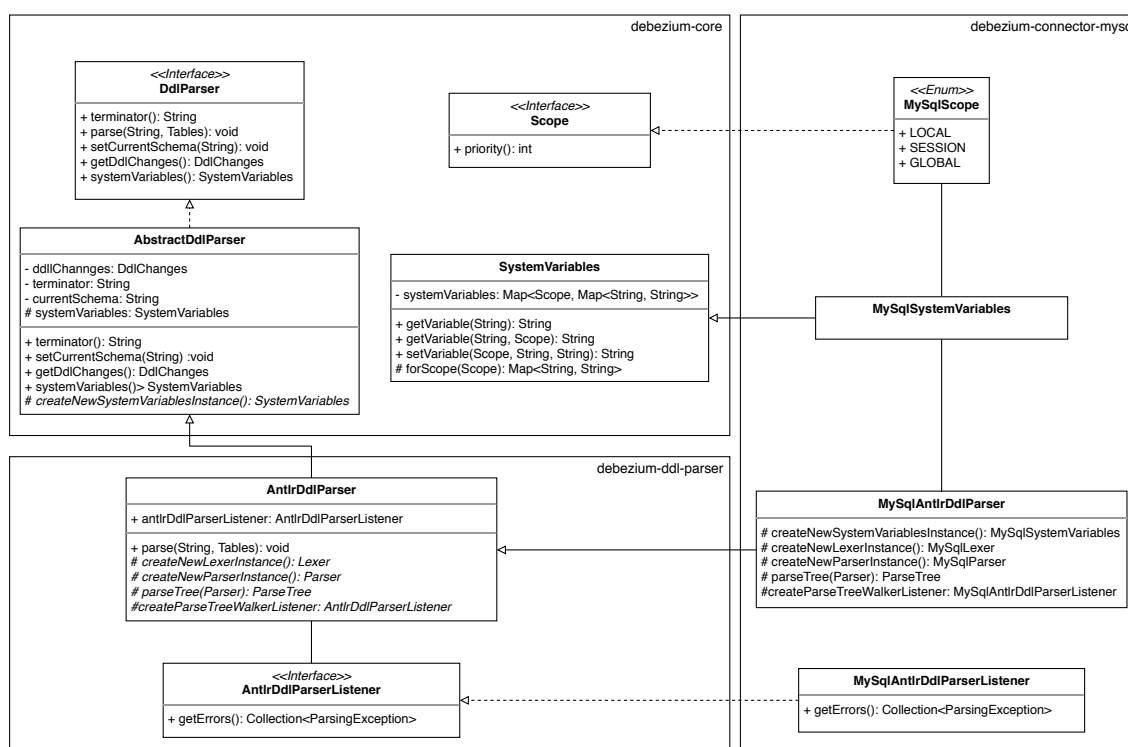 debezium-core
<<Interface>>
DdlParser
+ terminator(): String
+ parse(String, Tables): void
+ setCurrentSchema(String): void
+ getDdlChanges(): DdlChanges
+ systemVariables(): SystemVariables
<<Interface>>
Scope
+ priority(): int
AbstractDdlParser
- ddlIChannges: DdlChanges
- terminator: String
- currentSchema: String
# systemVariables: SystemVariables
+ terminator(): String
+ setCurrentSchema(String) :void
+ getDdlChanges(): DdlChanges
+ systemVariables()> SystemVariables
# createNewSystemVariablesInstance(): SystemVariables
SystemVariables
- systemVariables: Map<Scope, Map<String, String>>
+ getVariable(String): String
+ getVariable(String, Scope): String
+ setVariable(Scope, String, String): String
# forScope(Scope): Map<String, String>
debezium-ddl-parser
AntlrDdlParser
+ antlrDdlParserListener: AntlrDdlParserListener
+ parse(String, Tables): void
# createNewLexerInstance(): Lexer
# createNewParserInstance(): Parser
# parseTree(Parser): ParseTree
#createParseTreeWalkerListener: AntlrDdlParserListener
<<Interface>>
AntlrDdlParserListener
+ getErrors(): Collection<ParsingException>
debezium-connector-mysq
<<Enum>>
MySqlScope
+ LOCAL
+ SESSION
+ GLOBAL
MySqlSystemVariables
MySqlAntlrDdlParser
# createNewSystemVariablesInstance(): MySqlSystemVariables
# createNewLexerInstance(): MySqlLexer
# createNewParserInstance(): MySqlParser
# parseTree(Parser): ParseTree
#createParseTreeWalkerListener: MySqlAntlrDdlParserListener
MySqlAntlrDdlParserListener
+ getErrors(): Collection<ParsingException>